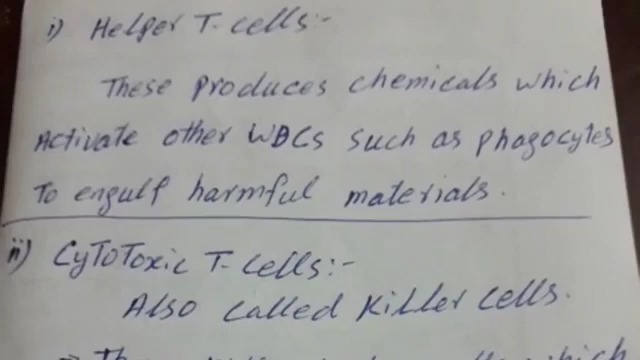 i) Helper T-cells:-
These produces chemicals which
Activate other WBCs such as phagocytes
To engulf harmful materials.
ii) CyToToxic T-cells:-
Also called killer cells.
which